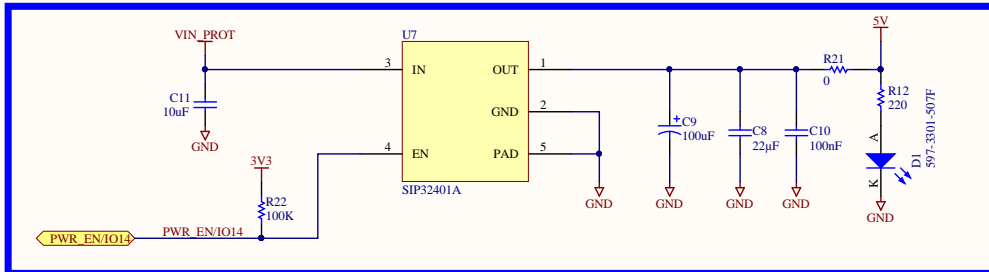 VIN_PROT
U7
5V
3
IN
OUT
1
R21
0
C11
10uF
GND
GND
2
R12
220
C9
100uF
C8
22µF
C10
100nF
3V3
4
EN
PAD
5
A
K
D1
597-3301-507F
SIP32401A
R22
100K
GND
GND
GND
GND
GND
PWR_EN/IO14
PWR_EN/IO14